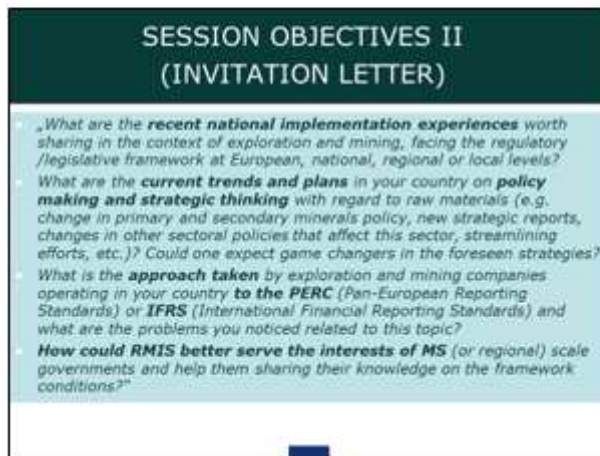 SESSION OBJECTIVES II
(INVITATION LETTER)
„What are the recent national implementation experiences worth
sharing in the context of exploration and mining, facing the regulatory
/legislative framework at European, national, regional or local levels?
What are the current trends and plans in your country on policy
making and strategic thinking with regard to raw materials (e.g.
change in primary and secondary minerals policy, new strategic reports,
changes in other sectoral policies that affect this sector, streamlining
efforts, etc.)? Could one expect game changers in the foreseen strategies?
What is the approach taken by exploration and mining companies
operating in your country to the PERC (Pan-European Reporting
Standards) or IFRS (International Financial Reporting Standards) and
what are the problems you noticed related to this topic?
How could RMIS better serve the interests of MS (or regional) scale
governments and help them sharing their knowledge on the framework
conditions?"